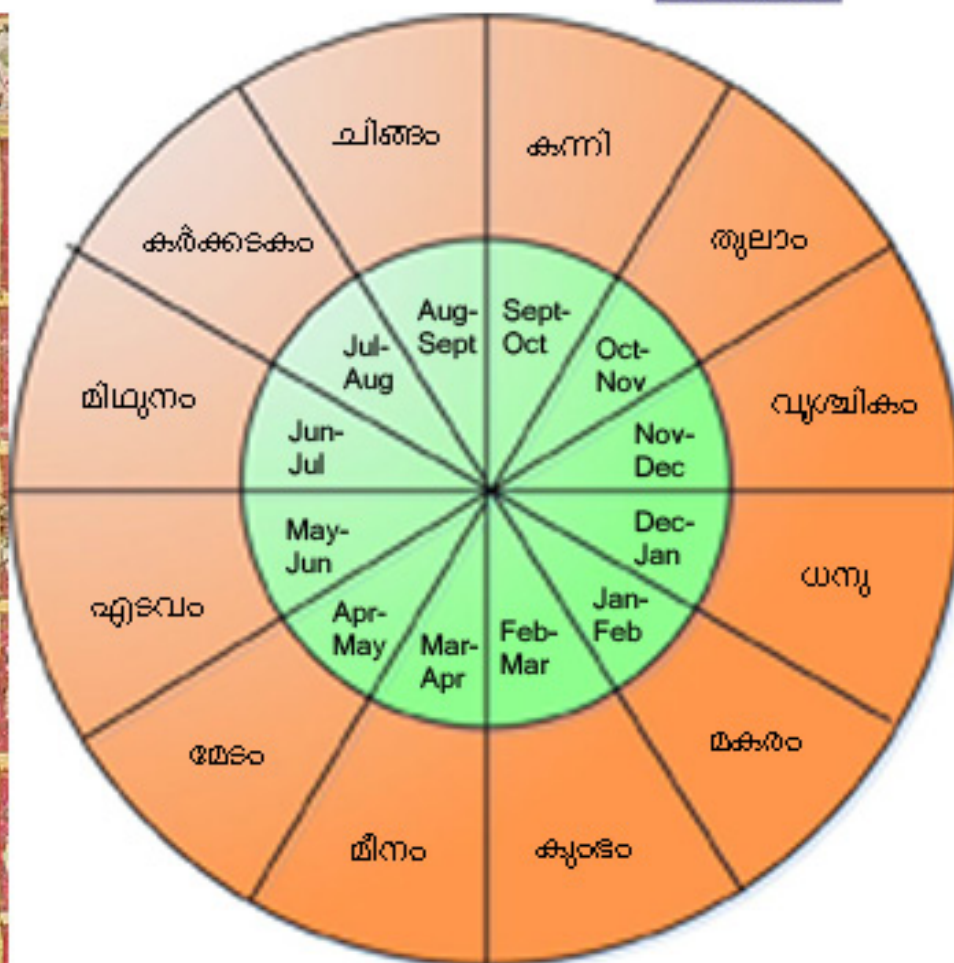 ചിങ്ങം
കന്നി
തുലാം
വൃശ്ചികം
ധനു
മകരം
കുംഭം
മീനം
മേടം
എടവം
മിഥുനം
കർക്കടകം
Aug-
Sept
Sept-
Oct
Oct-
Nov
Nov-
Dec
Dec-
Jan
Jan-
Feb
Feb-
Mar
Mar-
Apr
Apr-
May
May-
Jun
Jun-
Jul
Jul-
Aug